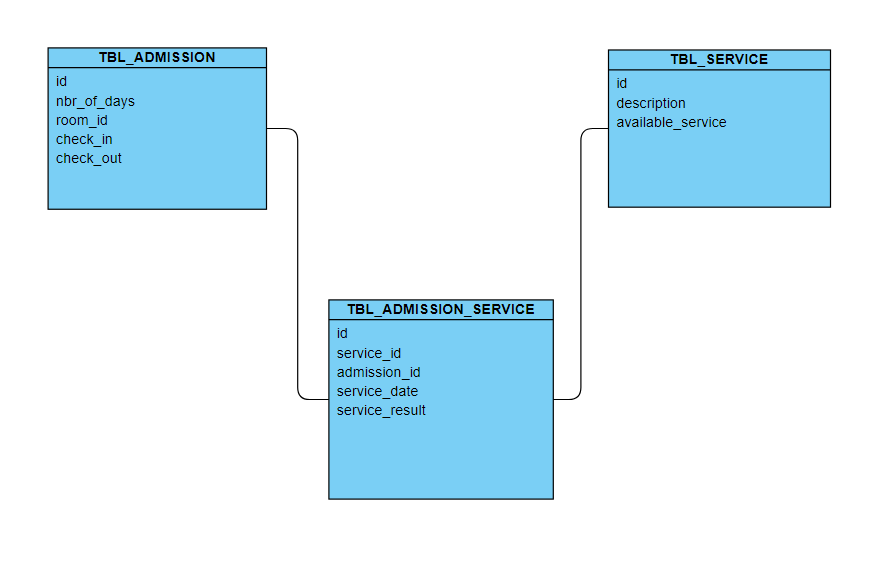 TBL_ADMISSION
id
nbr_of_days
room_id
check_in
check_out
TBL_SERVICE
id
description
available_service
TBL_ADMISSION_SERVICE
id
service_id
admission_id
service_date
service_result